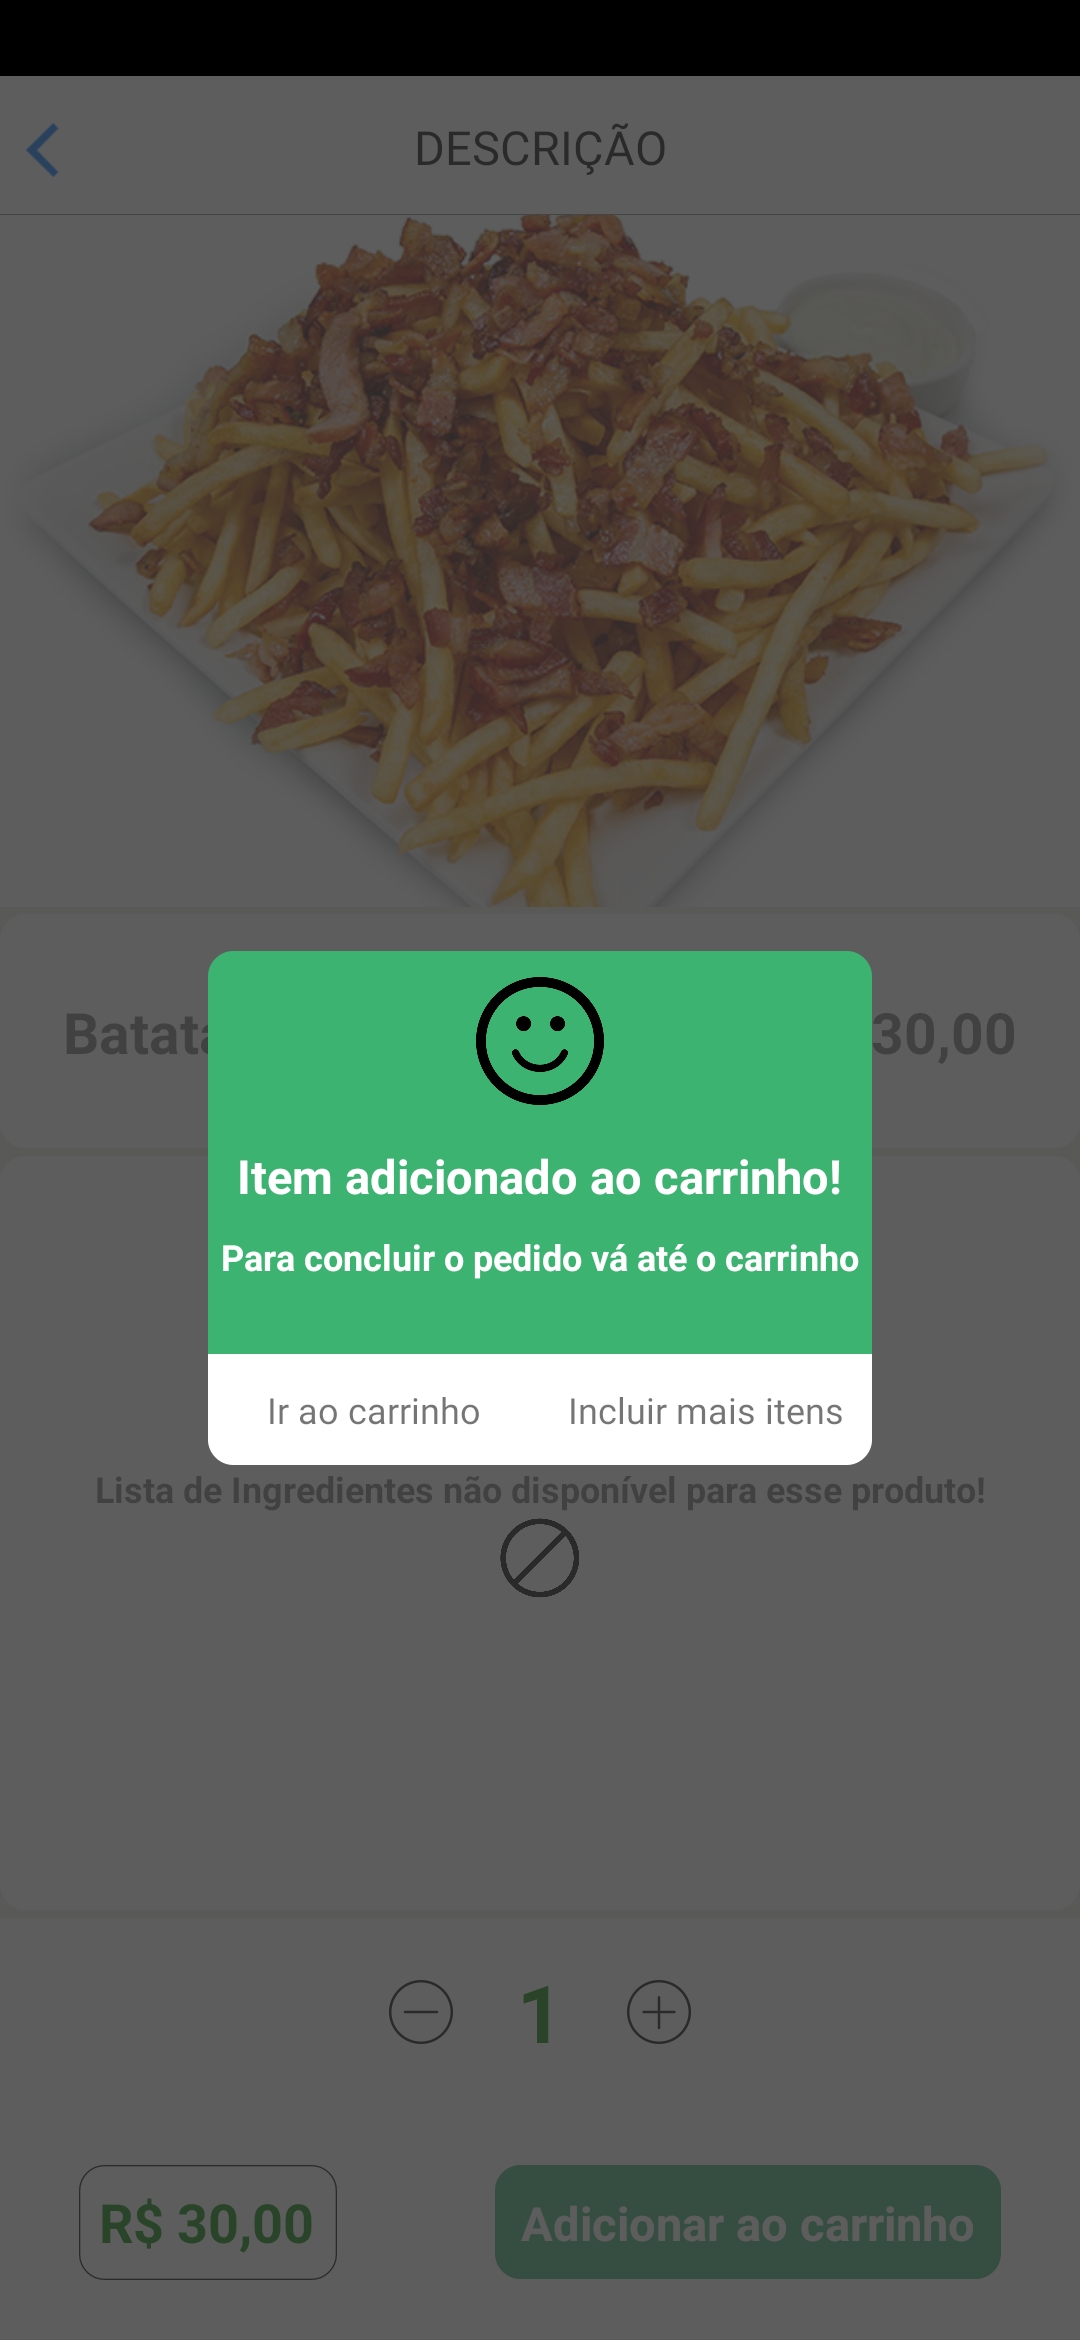 DESCRIÇÃO
30,00
Item adicionado ao carrinho!
Para concluir o pedido vá até o carrinho
Ir ao carrinho
Incluir mais itens
Lista de Ingredientes não disponível para esse produto!
1
R$ 30,00
Adicionar ao carrinho